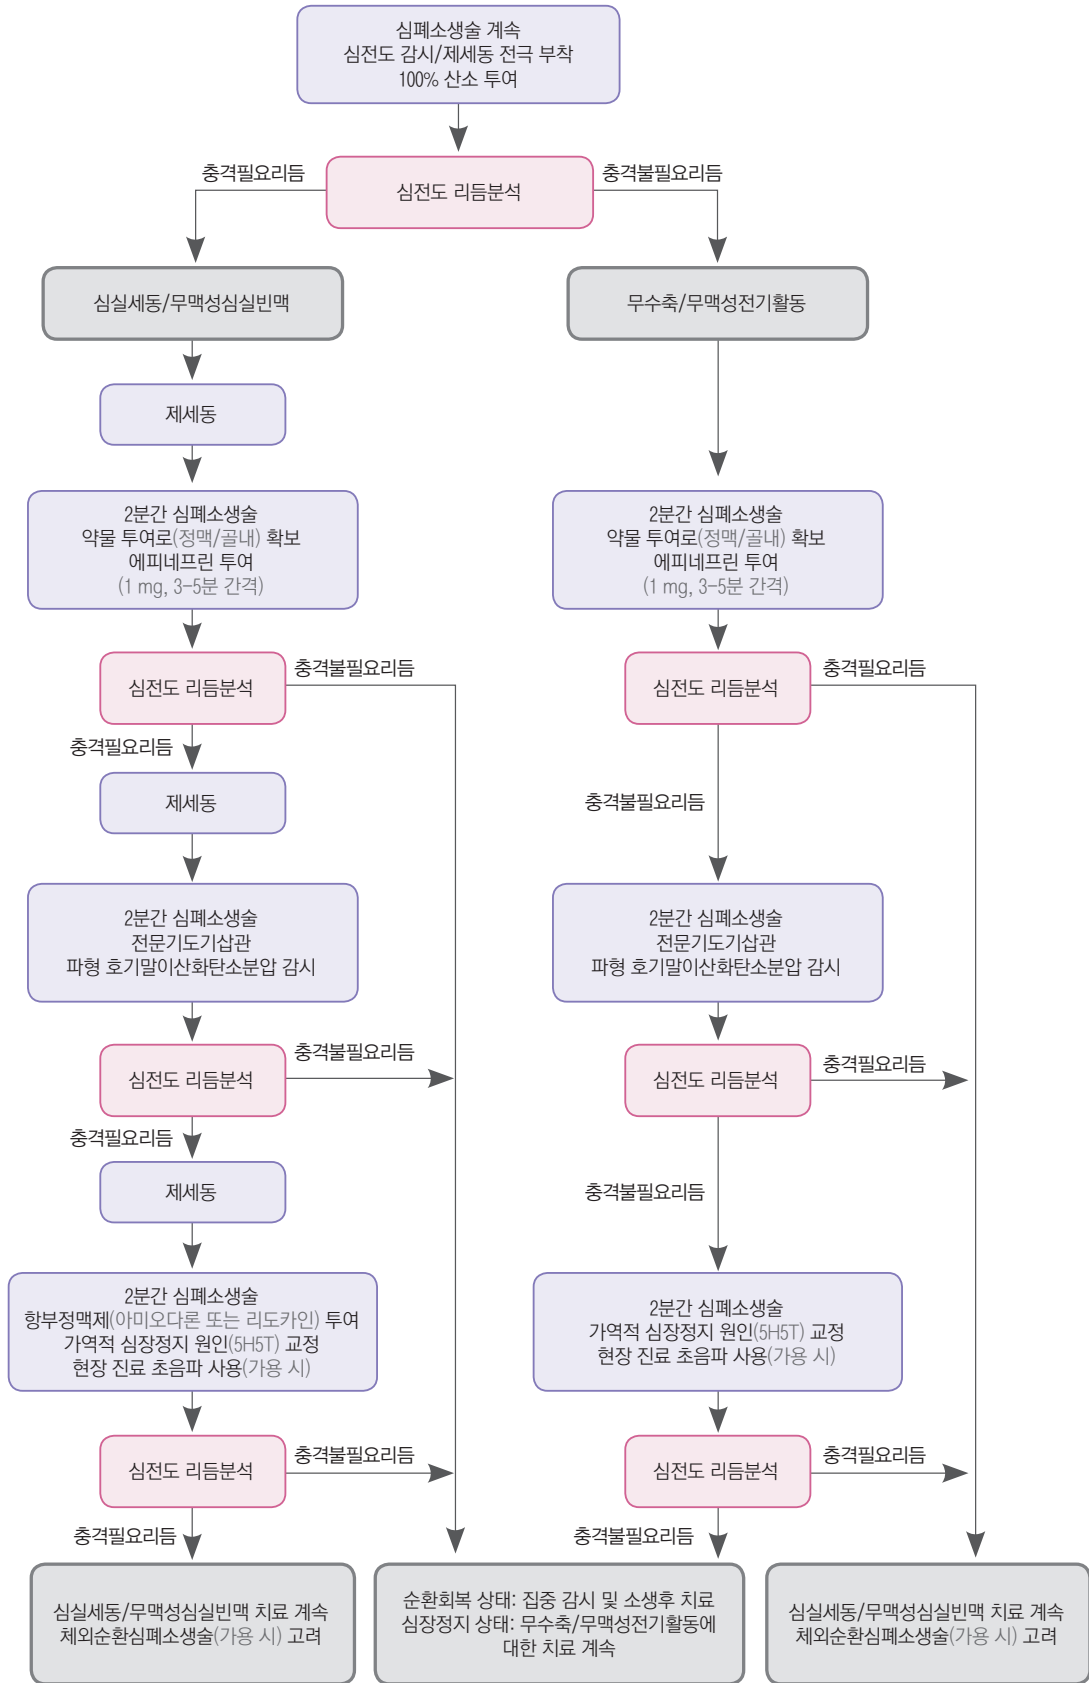 심폐소생술 계속
심전도 감시/제세동 전극 부착
100% 산소 투여
충격필요리듬
심전도 리듬분석
충격불필요리듬
심실세동/무맥성심실빈맥
무수축/무맥성전기활동
제세동
2분간 심폐소생술
약물 투여로(정맥/골내) 확보
에피네프린 투여
(1 mg, 3-5분 간격)
2분간 심폐소생술
약물 투여로(정맥/골내) 확보
에피네프린 투여
(1 mg, 3-5분 간격)
심전도 리듬분석
충격불필요리듬
심전도 리듬분석
충격필요리듬
충격필요리듬
제세동
충격불필요리듬
2분간 심폐소생술
전문기도기삽관
파형 호기말이산화탄소분압 감시
2분간 심폐소생술
전문기도기삽관
파형 호기말이산화탄소분압 감시
심전도 리듬분석
충격불필요리듬
심전도 리듬분석
충격필요리듬
충격필요리듬
제세동
충격불필요리듬
2분간 심폐소생술
항부정맥제(아미오다론 또는 리도카인) 투여
가역적 심장정지 원인(5H5T) 교정
현장 진료 초음파 사용(가용 시)
2분간 심폐소생술
가역적 심장정지 원인(5H5T) 교정
현장 진료 초음파 사용(가용 시)
심전도 리듬분석
충격불필요리듬
심전도 리듬분석
충격필요리듬
충격필요리듬
충격불필요리듬
심실세동/무맥성심실빈맥 치료 계속
체외순환심폐소생술(가용 시) 고려
순환회복 상태: 집중 감시 및 소생후 치료
심장정지 상태: 무수축/무맥성전기활동에
대한 치료 계속
심실세동/무맥성심실빈맥 치료 계속
체외순환심폐소생술(가용 시) 고려